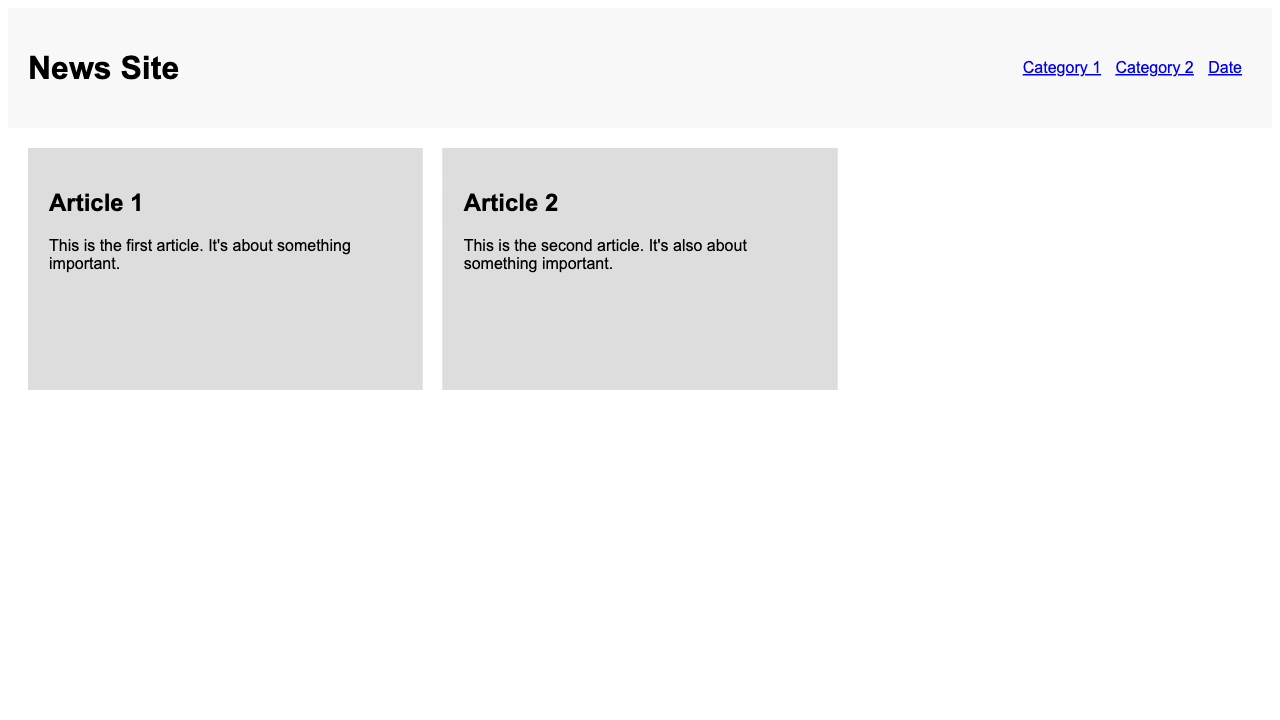 News Site
Category 1 Category 2 Date
Article 1
This is the first article. It's about something
important.
Article 2
This is the second article. It's also about
something important.